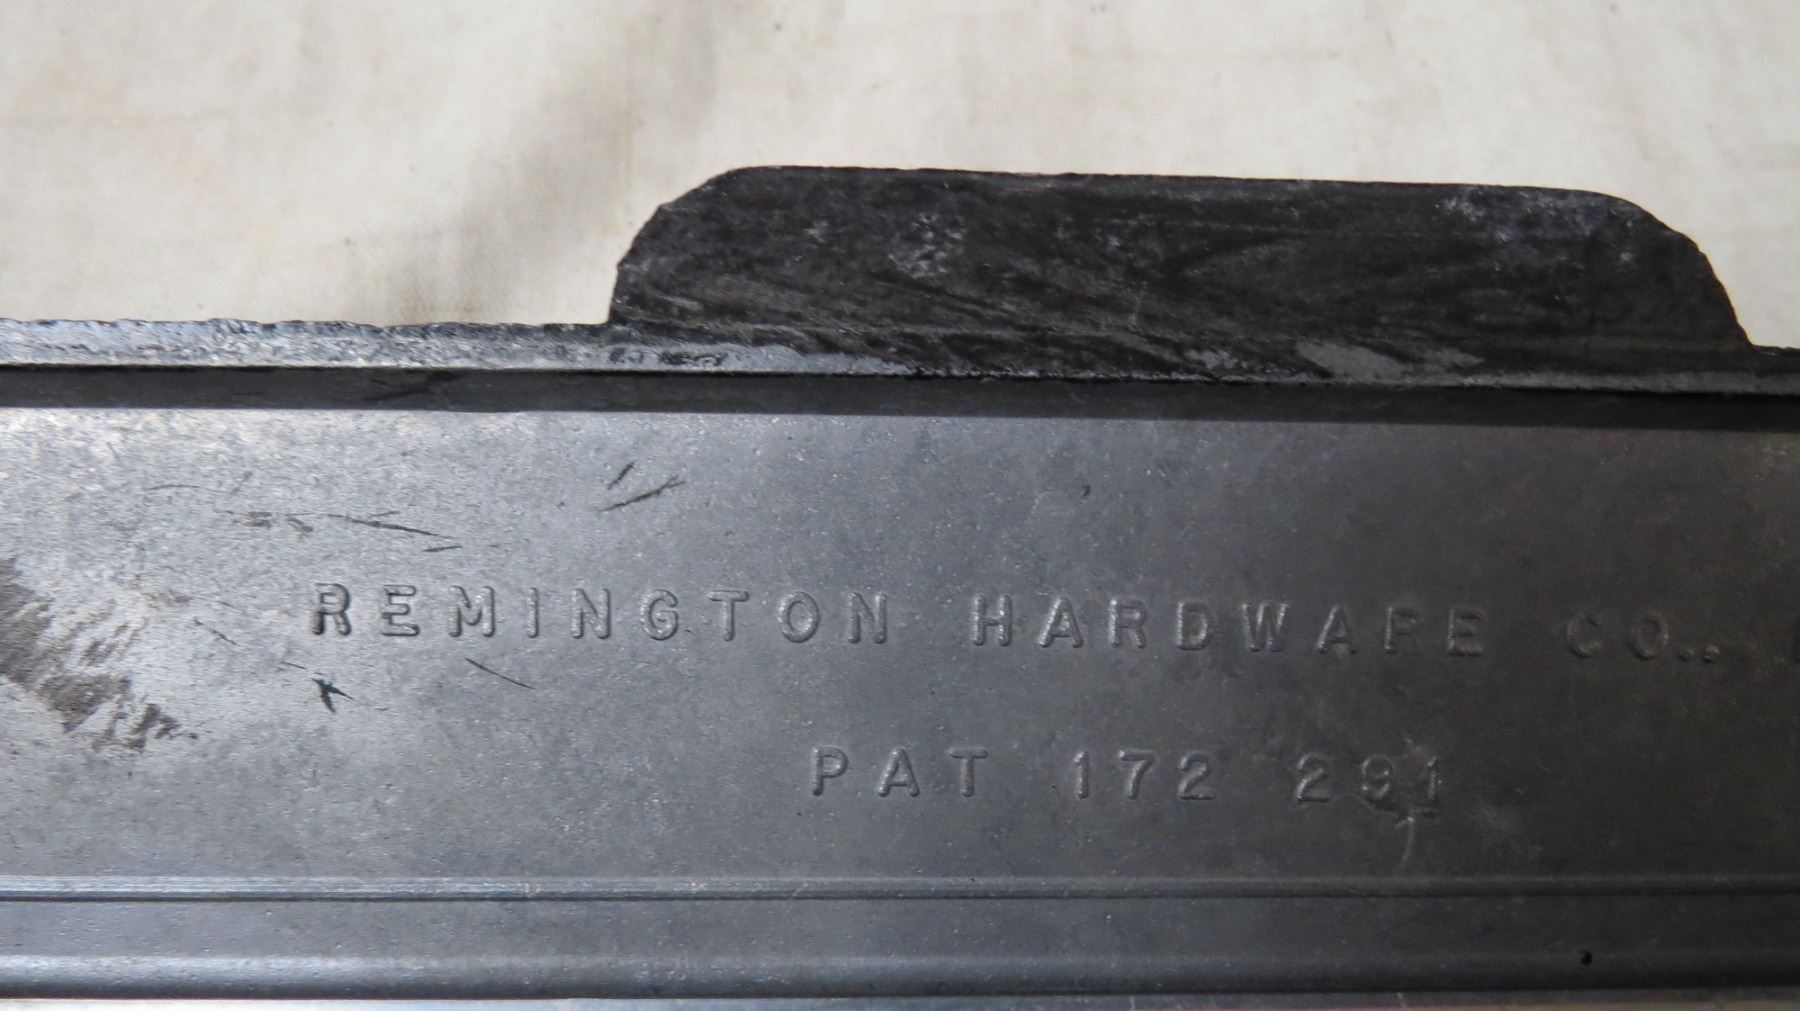 REMINGTON HARDWARE CO..
PAT 172 291